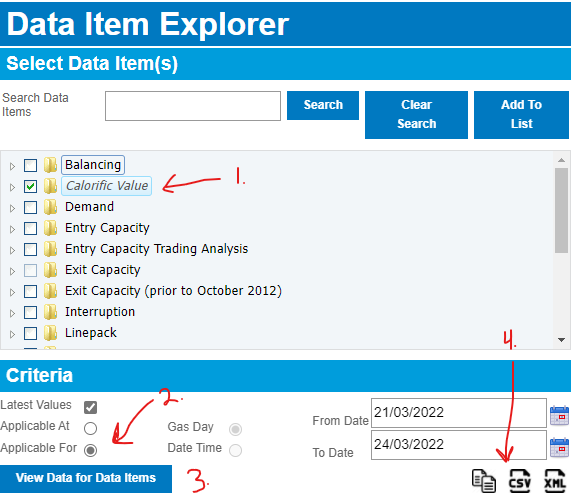 Data Item Explorer
Select Data Item(s)
Search Data Items
Search
Clear Search
Add To List
Balancing
Calorific Value
1.
Demand
Entry Capacity
Entry Capacity Trading Analysis
Exit Capacity
Exit Capacity (prior to October 2012)
Interruption
Linepack
4.
Criteria
Latest Values
2.
Applicable At
Gas Day
From Date 21/03/2022
Applicable For
Date Time
To Date 24/03/2022
View Data for Data Items
3.
CSV
XML